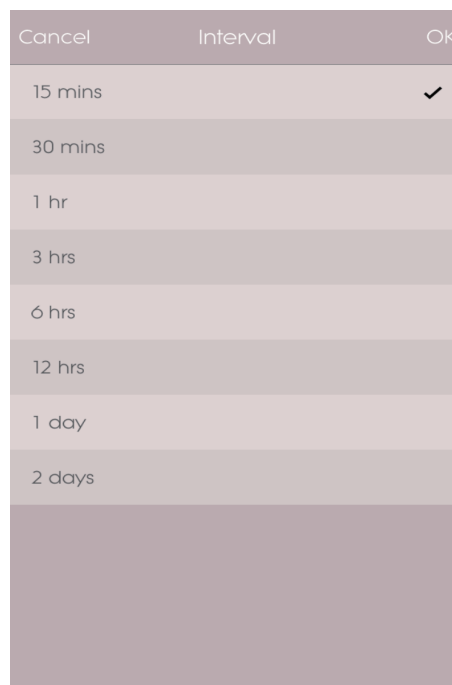 Cancel Interval OK
15 mins
30 mins
1 hr
3 hrs
6 hrs
12 hrs
1 day
2 days